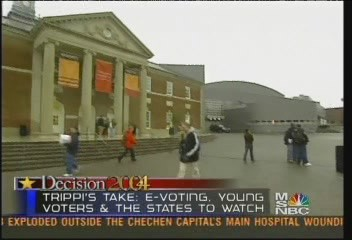 Decision 2004
TRIPPI'S TAKE: E-VOTING, YOUNG
VOTERS & THE STATES TO WATCH
MSNBC
EXPLODED OUTSIDE THE CHECHEN CAPITAL'S MAIN HOSPITAL WOUNDI